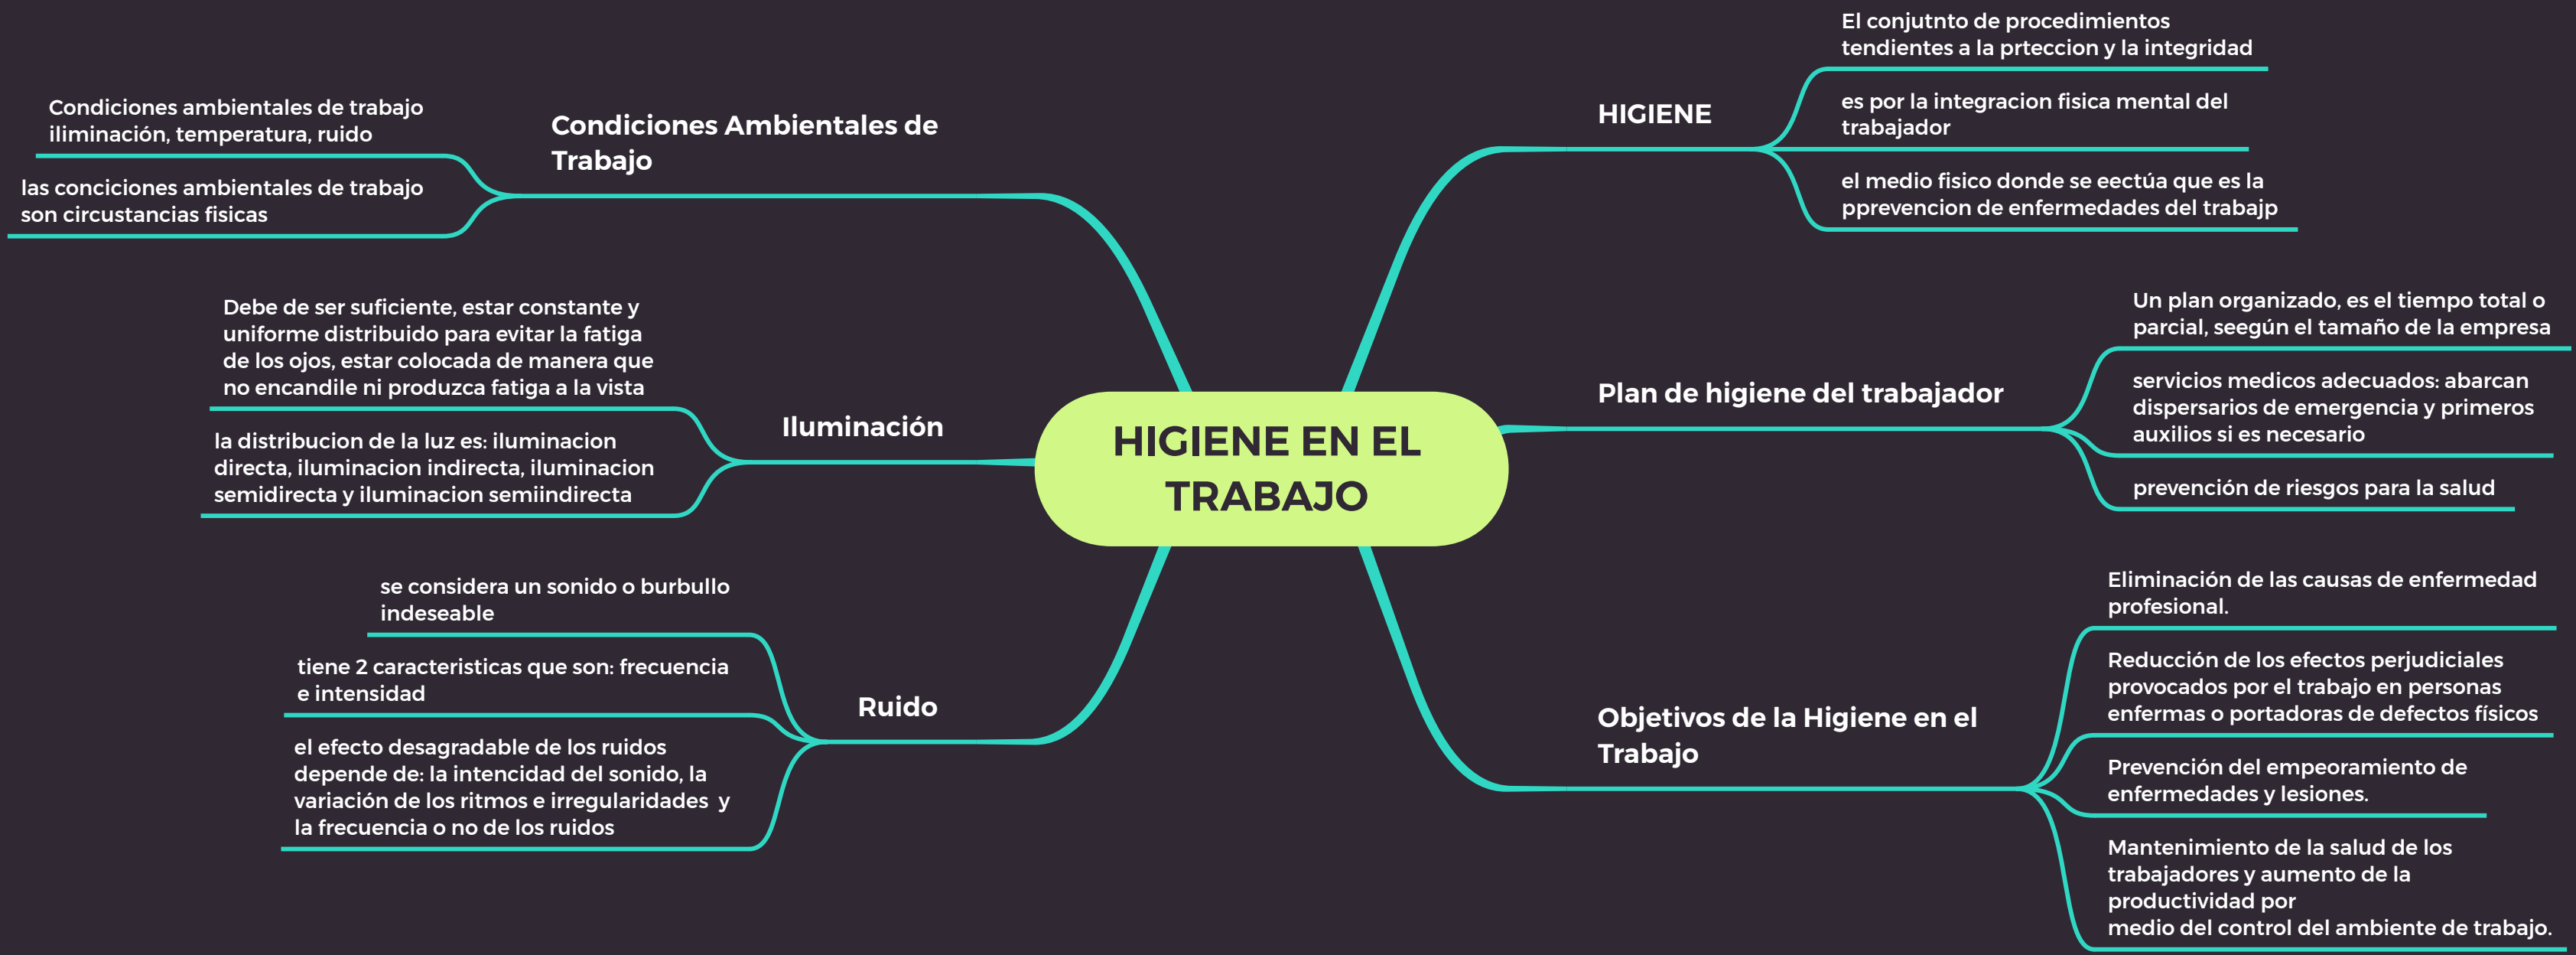 HIGIENE EN EL
TRABAJO
HIGIENE
El conjutnto de procedimientos
tendientes a la prteccion y la integridad
es por la integracion fisica mental del
trabajador
el medio fisico donde se eectúa que es la
pprevencion de enfermedades del trabajp
Plan de higiene del trabajador
Un plan organizado, es el tiempo total o
parcial, seegún el tamaño de la empresa
servicios medicos adecuados: abarcan
dispersarios de emergencia y primeros
auxilios si es necesario
prevención de riesgos para la salud
Objetivos de la Higiene en el
Trabajo
Eliminación de las causas de enfermedad
profesional.
Reducción de los efectos perjudiciales
provocados por el trabajo en personas
enfermas o portadoras de defectos físicos
Prevención del empeoramiento de
enfermedades y lesiones.
Mantenimiento de la salud de los
trabajadores y aumento de la
productividad por
medio del control del ambiente de trabajo.
Condiciones Ambientales de
Trabajo
Condiciones ambientales de trabajo
iliminación, temperatura, ruido
las conciciones ambientales de trabajo
son circustancias fisicas
Iluminación
Debe de ser suficiente, estar constante y
uniforme distribuido para evitar la fatiga
de los ojos, estar colocada de manera que
no encandile ni produzca fatiga a la vista
la distribucion de la luz es: iluminacion
directa, iluminacion indirecta, iluminacion
semidirecta y iluminacion semiindirecta
Ruido
se considera un sonido o burbullo
indeseable
tiene 2 caracteristicas que son: frecuencia
e intensidad
el efecto desagradable de los ruidos
depende de: la intencidad del sonido, la
variación de los ritmos e irregularidades  y
la frecuencia o no de los ruidos